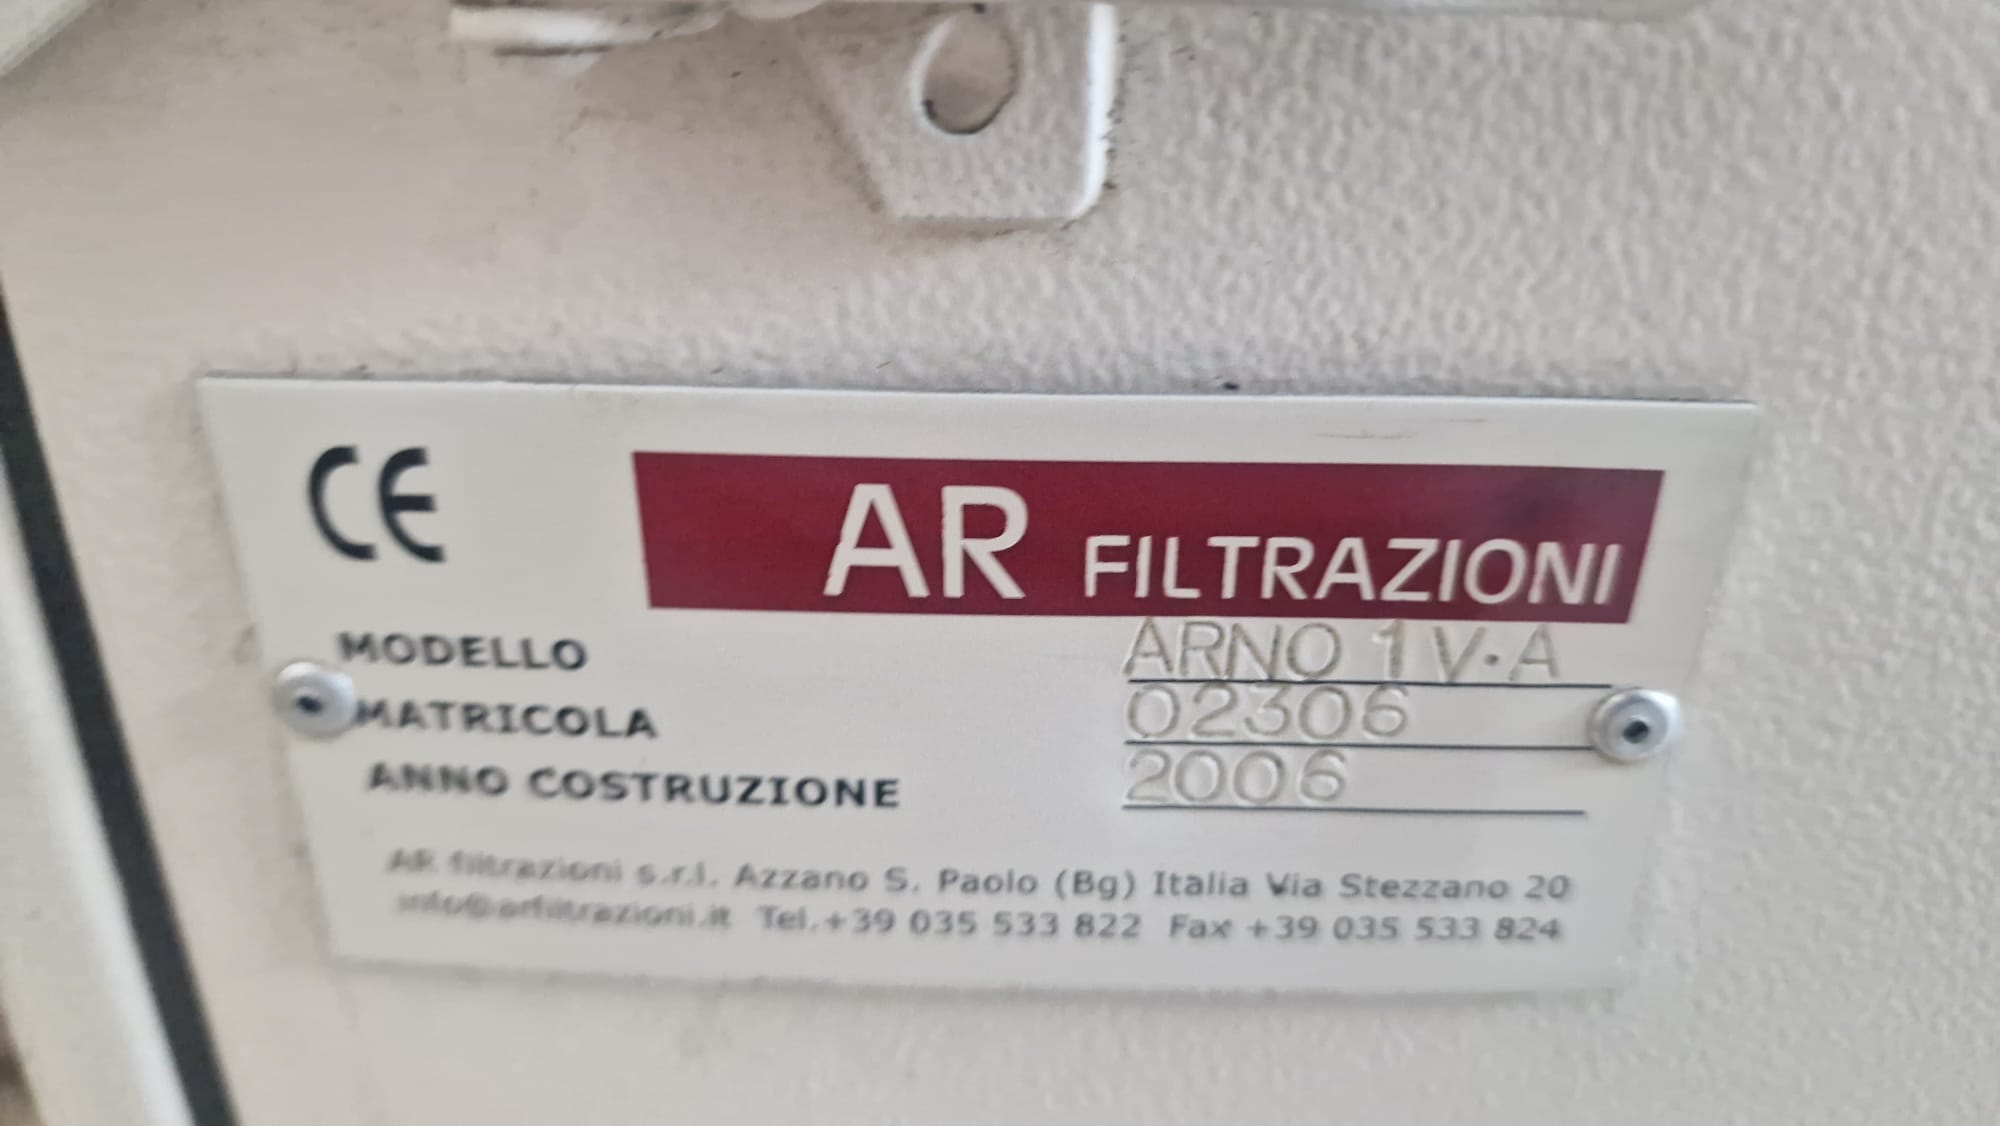 CE
AR FILTRAZIONI
MODELLO ARNO 1V·A
MATRICOLA 02306
ANNO COSTRUZIONE 2006
AR filtrazioni s.r.l. Azzano S. Paolo (Bg) Italia Via Stezzano 20
info@arfiltrazioni.it Tel.+39 035 533 822 Fax +39 035 533 824